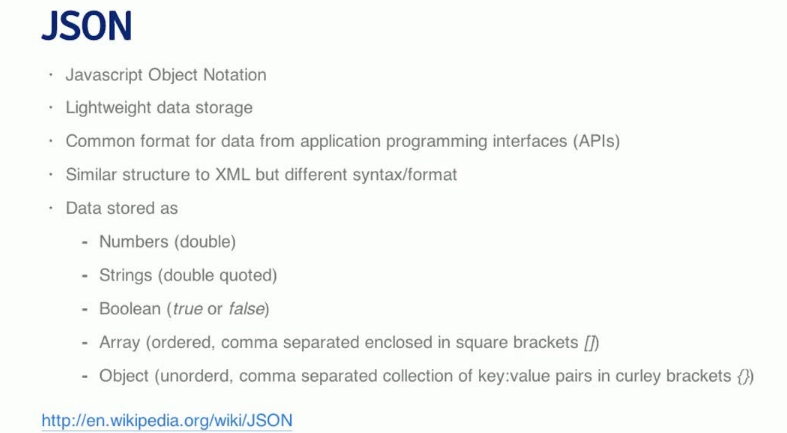 JSON
· Javascript Object Notation
· Lightweight data storage
· Common format for data from application programming interfaces (APIs)
· Similar structure to XML but different syntax/format
· Data stored as
- Numbers (double)
- Strings (double quoted)
- Boolean (true or false)
- Array (ordered, comma separated enclosed in square brackets [])
- Object (unorderd, comma separated collection of key:value pairs in curley brackets {})
http://en.wikipedia.org/wiki/JSON